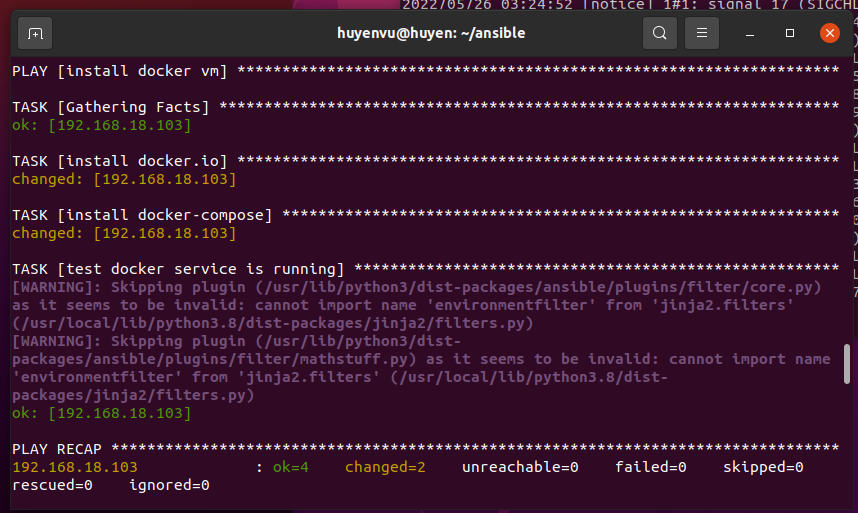 2022/05/26 03:24:52 [notice] 1#1: signal 17 (SIGCHL
huyenvu@huyen: ~/ansible
PLAY [install docker vm] *******************************************************************
TASK [Gathering Facts] *********************************************************************
ok: [192.168.18.103]
TASK [install docker.io] *******************************************************************
changed: [192.168.18.103]
TASK [install docker-compose] **************************************************************
changed: [192.168.18.103]
TASK [test docker service is running] ******************************************************
[WARNING]: Skipping plugin (/usr/lib/python3/dist-packages/ansible/plugins/filter/core.py)
as it seems to be invalid: cannot import name 'environmentfilter' from 'jinja2.filters'
(/usr/local/lib/python3.8/dist-packages/jinja2/filters.py)
[WARNING]: Skipping plugin (/usr/lib/python3/dist-
packages/ansible/plugins/filter/mathstuff.py) as it seems to be invalid: cannot import name
'environmentfilter' from 'jinja2.filters' (/usr/local/lib/python3.8/dist-
packages/jinja2/filters.py)
ok: [192.168.18.103]
PLAY RECAP *********************************************************************************
192.168.18.103             : ok=4    changed=2    unreachable=0    failed=0    skipped=0
rescued=0    ignored=0